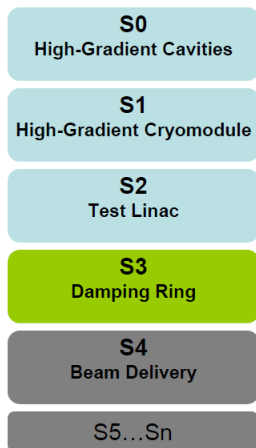 S0
High-Gradient Cavities
S1
High-Gradient Cryomodule
S2
Test Linac
S3
Damping Ring
S4
Beam Delivery
S5...Sn